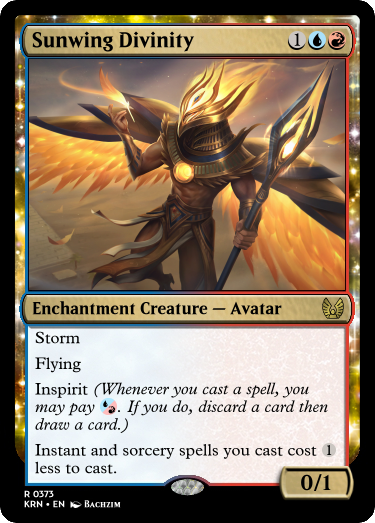 Sunwing Divinity 1
Enchantment Creature — Avatar
Storm
Flying
Inspirit (Whenever you cast a spell, you
may pay . If you do, discard a card then
draw a card.)
Instant and sorcery spells you cast cost 1
less to cast.
0/1
R 0373
KRN • EN Bachzim